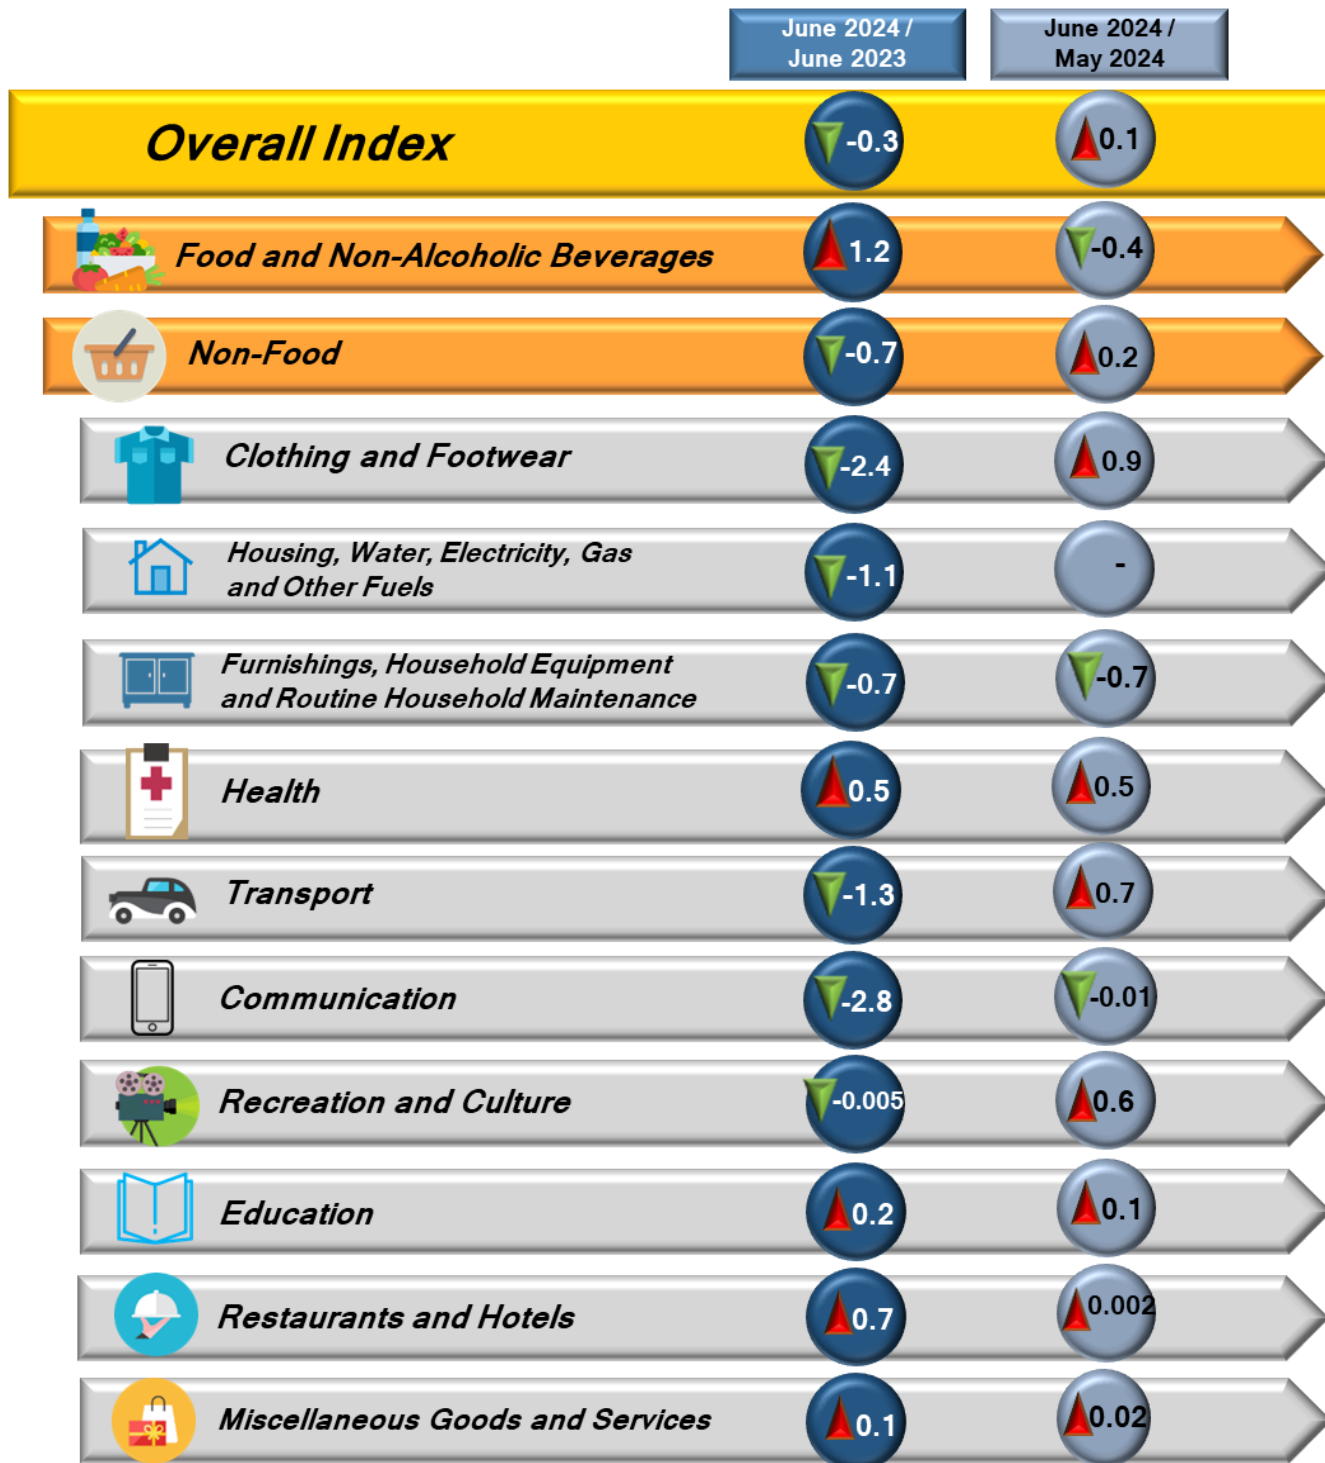 June 2024 /
June 2023
June 2024 /
May 2024
Overall Index
-0.3
0.1
Food and Non-Alcoholic Beverages
1.2
-0.4
Non-Food
-0.7
0.2
Clothing and Footwear
-2.4
0.9
Housing, Water, Electricity, Gas
and Other Fuels
-1.1
-
Furnishings, Household Equipment
and Routine Household Maintenance
-0.7
-0.7
Health
0.5
0.5
Transport
-1.3
0.7
Communication
-2.8
-0.01
Recreation and Culture
-0.005
0.6
Education
0.2
0.1
Restaurants and Hotels
0.7
0.002
Miscellaneous Goods and Services
0.1
0.02